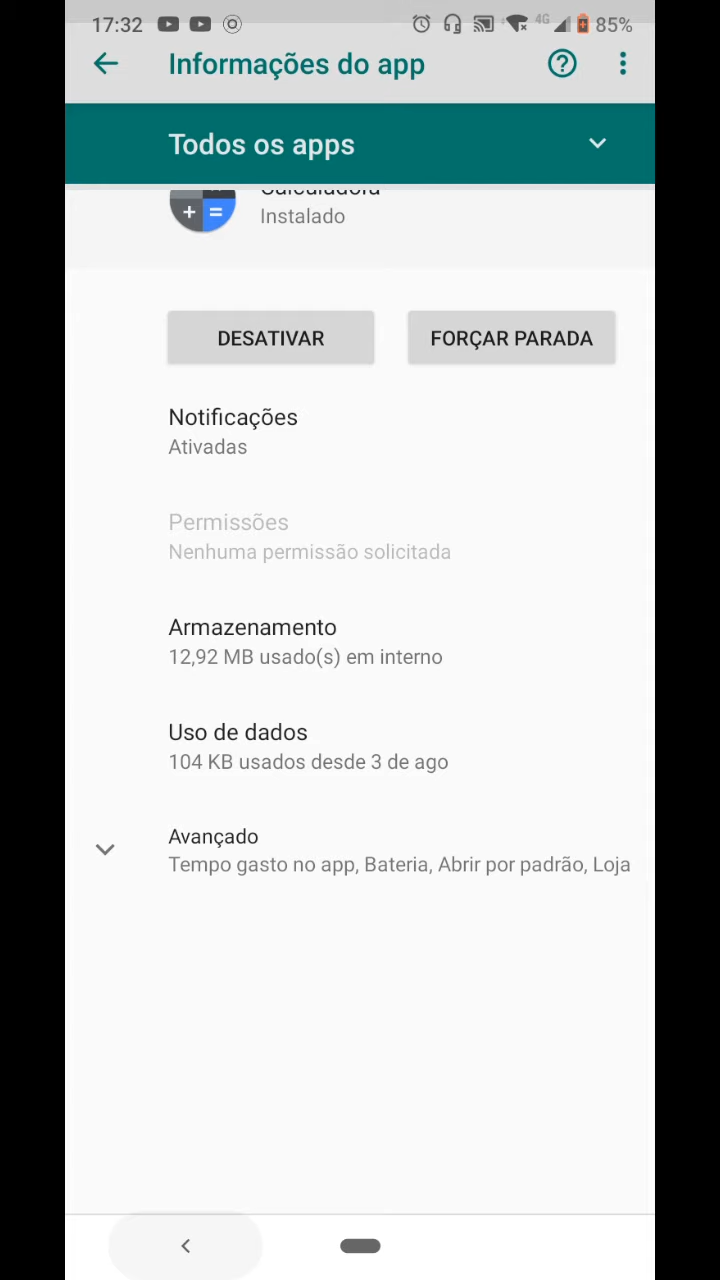 17:32 4G 85%
Informações do app
Todos os apps
Calculadora
Instalado
DESATIVAR FORÇAR PARADA
Notificações
Ativadas
Permissões
Nenhuma permissão solicitada
Armazenamento
12,92 MB usado(s) em interno
Uso de dados
104 KB usados desde 3 de ago
Avançado
Tempo gasto no app, Bateria, Abrir por padrão, Loja